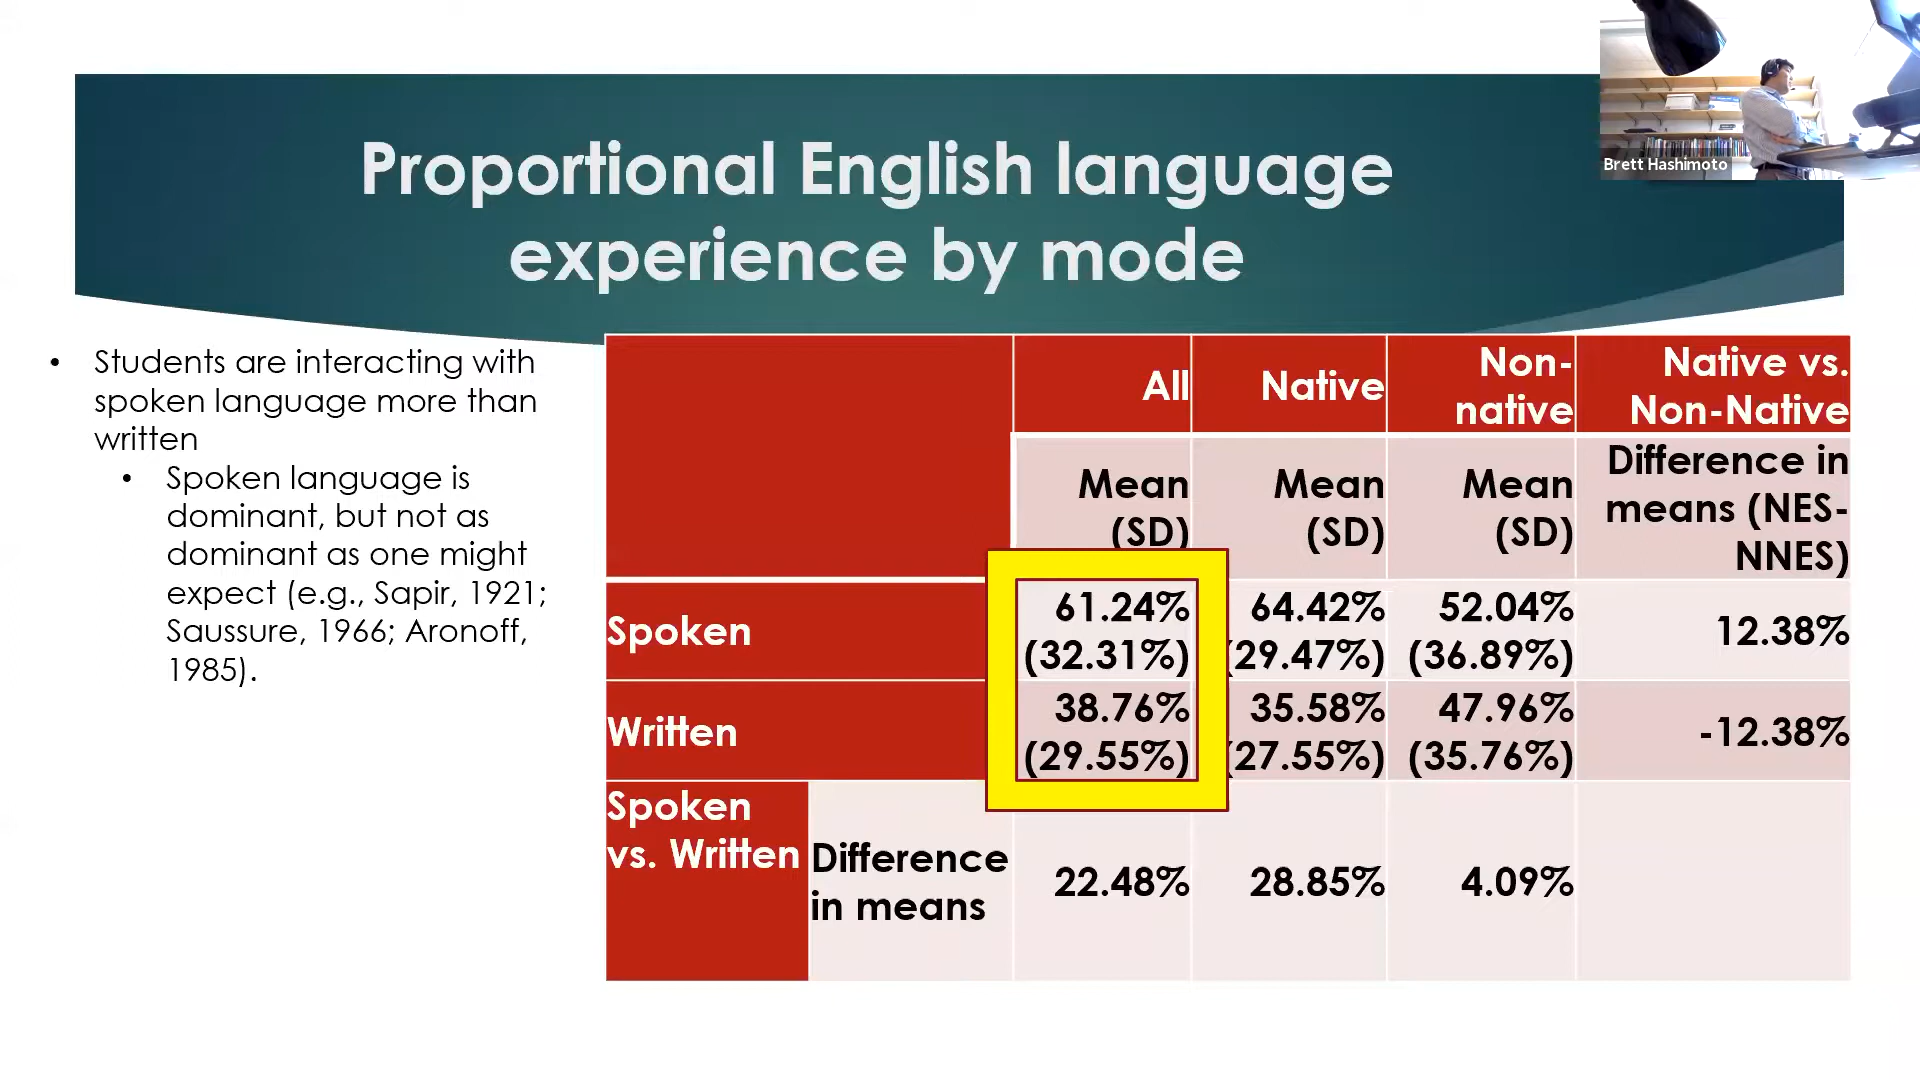 Proportional English language
experience by mode
Brett Hashimoto
• Students are interacting with
spoken language more than
written
• Spoken language is
dominant, but not as
dominant as one might
expect (e.g., Sapir, 1921;
Saussure, 1966; Aronoff,
1985).
All
Native
Non-
native
Native vs.
Non-Native
Mean
(SD)
Mean
(SD)
Mean
(SD)
Difference in
means (NES-
NNES)
Spoken
61.24%
(32.31%)
64.42%
(29.47%)
52.04%
(36.89%)
12.38%
Written
38.76%
(29.55%)
35.58%
(27.55%)
47.96%
(35.76%)
-12.38%
Spoken
vs. Written
Difference
in means
22.48%
28.85%
4.09%